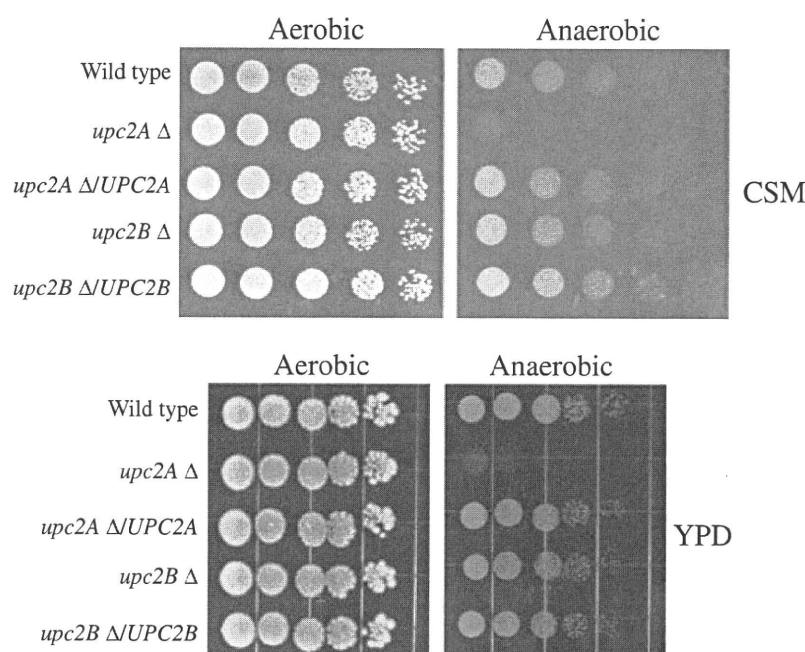 Aerobic Anaerobic
Wild type
upc2A Δ
upc2A Δ/UPC2A
upc2B Δ
upc2B Δ/UPC2B
CSM
Aerobic Anaerobic
Wild type
upc2A Δ
upc2A Δ/UPC2A
upc2B Δ
upc2B Δ/UPC2B
YPD